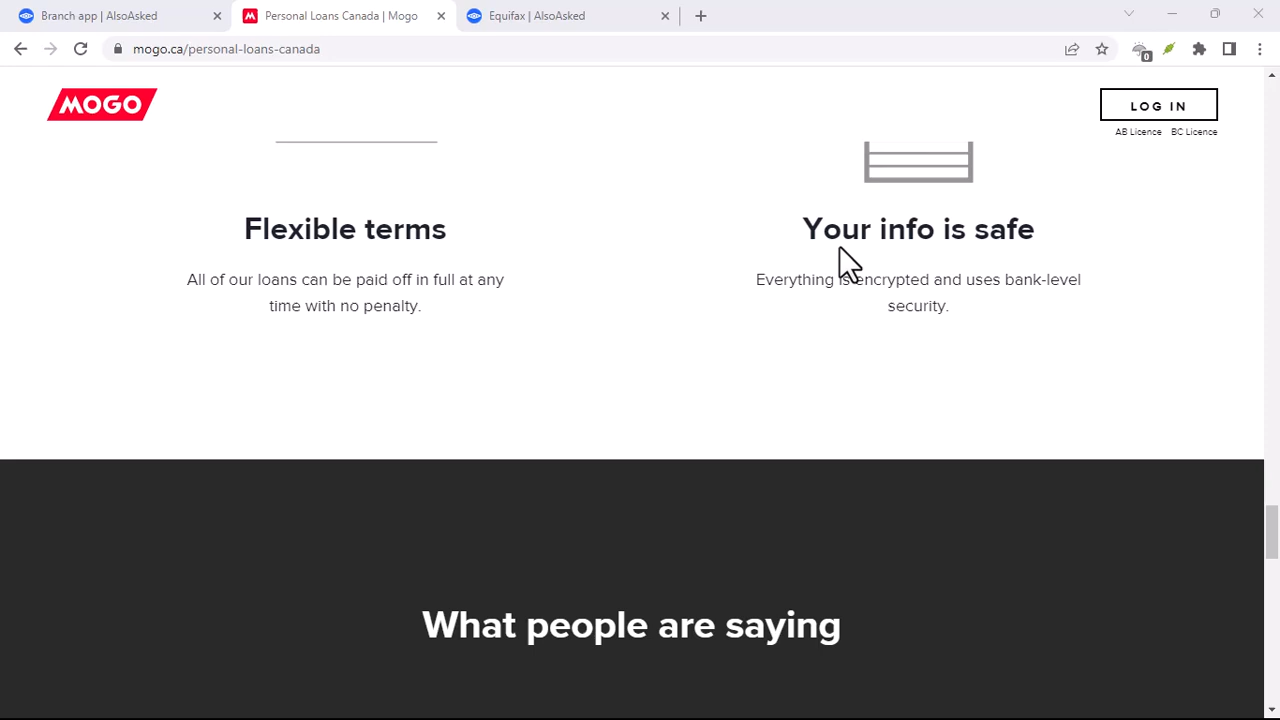 Branch app | AlsoAsked
Personal Loans Canada | Mogo
Equifax | AlsoAsked
mogo.ca/personal-loans-canada
0
MOGO
LOG IN
AB Licence BC Licence
Flexible terms
All of our loans can be paid off in full at any
time with no penalty.
Your info is safe
Everything is encrypted and uses bank-level
security.
What people are saying